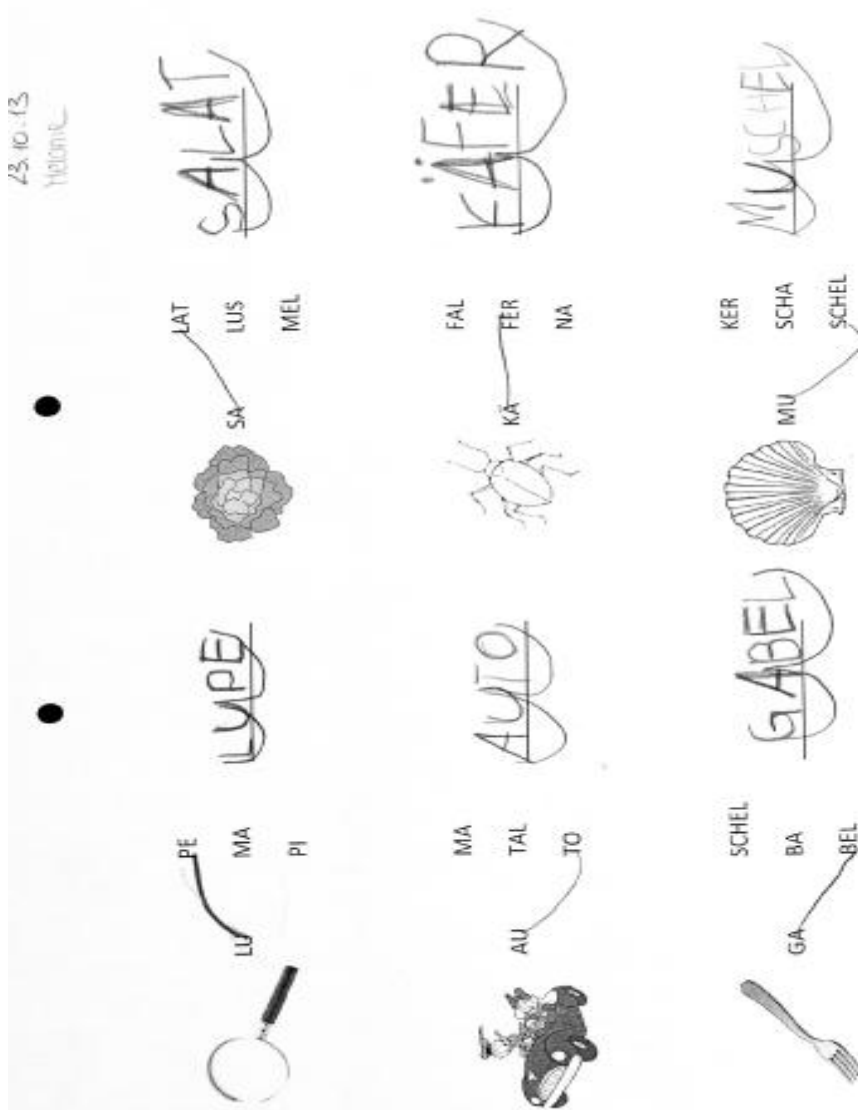 23.10.13
Melanie
PE LAT
LU MA LUPE SA LUS SALAT
PI MEL
MA FAL
AU TAL AUTO KÄ FER KÄFER
TO NA
SCHEL KER
GA BA GABEL MU SCHA MUSCHEL
BEL SCHEL